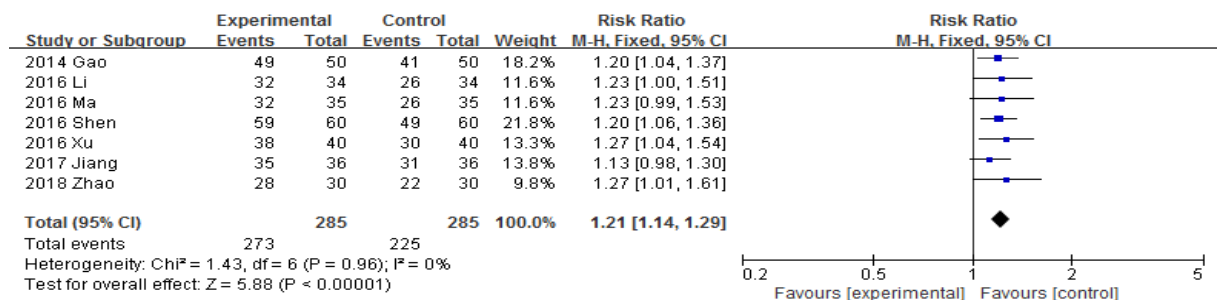 Experimental Control Risk Ratio Risk Ratio
Study or Subgroup Events Total Events Total Weight M-H, Fixed, 95% CI M-H, Fixed, 95% CI
2014 Gao 49 50 41 50 18.2% 1.20 [1.04, 1.37]
2016 Li 32 34 26 34 11.6% 1.23 [1.00, 1.51]
2016 Ma 32 35 26 35 11.6% 1.23 [0.99, 1.53]
2016 Shen 59 60 49 60 21.8% 1.20 [1.06, 1.36]
2016 Xu 38 40 30 40 13.3% 1.27 [1.04, 1.54]
2017 Jiang 35 36 31 36 13.8% 1.13 [0.98, 1.30]
2018 Zhao 28 30 22 30 9.8% 1.27 [1.01, 1.61]
Total (95% CI) 285 285 100.0% 1.21 [1.14, 1.29]
Total events 273 225
Heterogeneity: Chi² = 1.43, df = 6 (P = 0.96); I² = 0%
Test for overall effect: Z = 5.88 (P < 0.00001)
0.2 0.5 1 2 5
Favours [experimental] Favours [control]